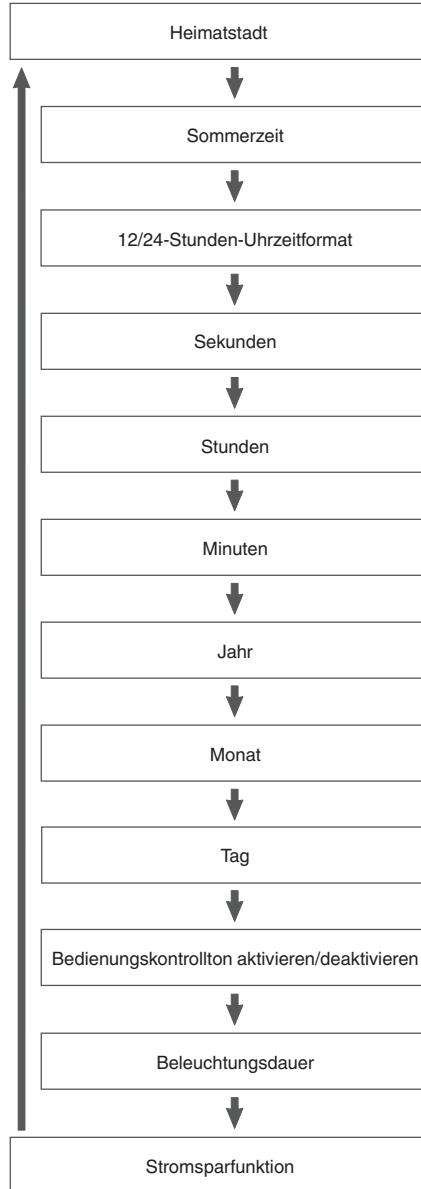 Heimatstadt
Sommerzeit
12/24-Stunden-Uhrzeitformat
Sekunden
Stunden
Minuten
Jahr
Monat
Tag
Bedienungskontrollton aktivieren/deaktivieren
Beleuchtungsdauer
Stromsparfunktion